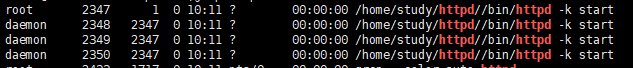 root 2347 1 0 10:11 ? 00:00:00 /home/study/httpd//bin/httpd -k start
daemon 2348 2347 0 10:11 ? 00:00:00 /home/study/httpd//bin/httpd -k start
daemon 2349 2347 0 10:11 ? 00:00:00 /home/study/httpd//bin/httpd -k start
daemon 2350 2347 0 10:11 ? 00:00:00 /home/study/httpd//bin/httpd -k start